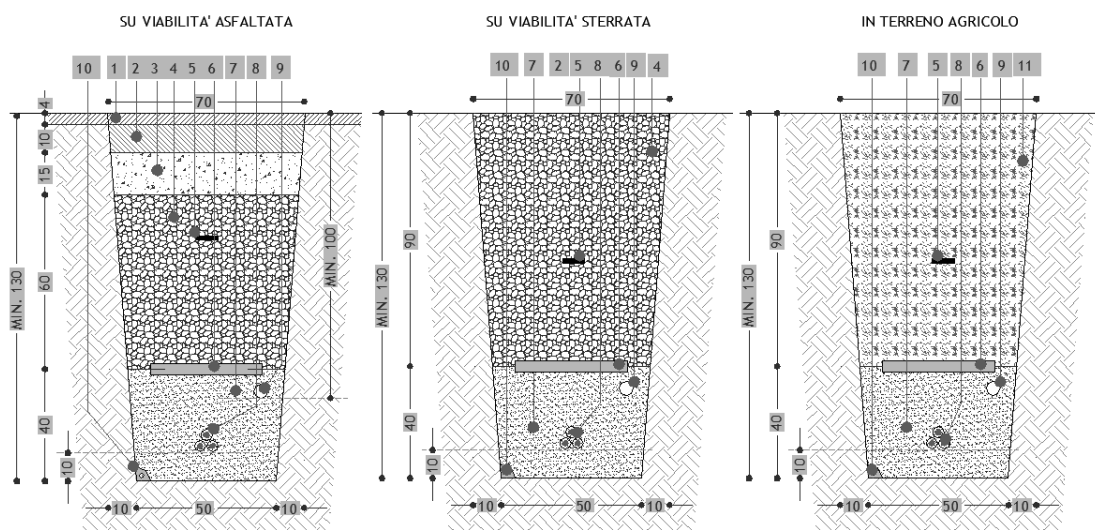 SU VIABILITA' ASFALTATA
SU VIABILITA' STERRATA
IN TERRENO AGRICOLO
10 1 2 3 4 5 6 7 8 9
10 7 2 5 8 6 9 4
10 7 5 8 6 9 11
70
70
70
4
10
15
60
40
10
MIN. 130
MIN. 100
90
40
10
MIN. 130
90
40
10
MIN. 130
10 50 10
10 50 10
10 50 10